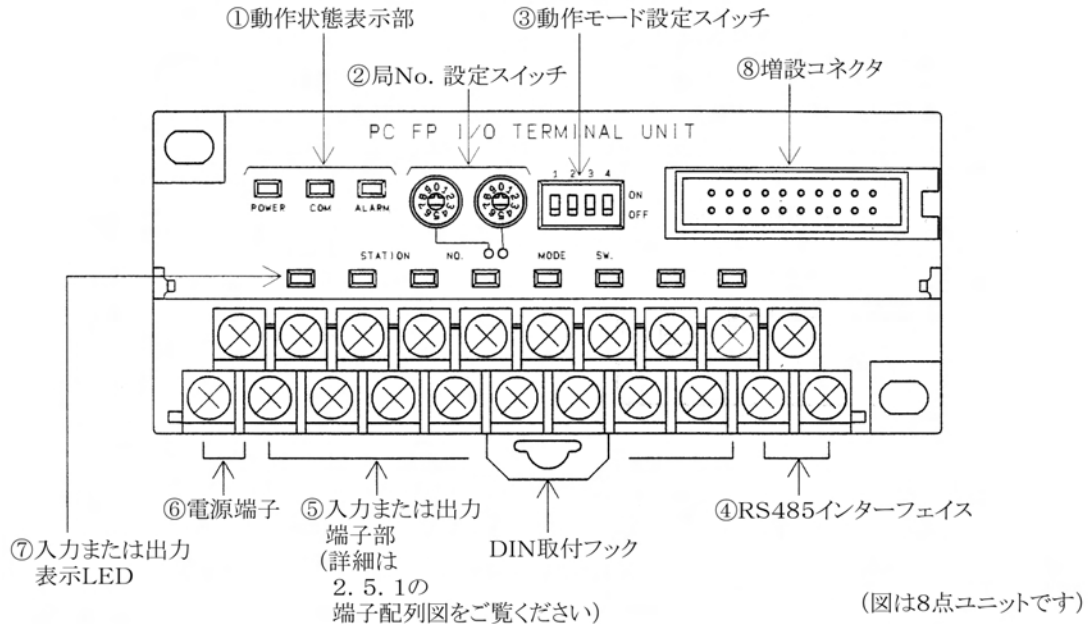 ①動作状態表示部
③動作モード設定スイッチ
②局No. 設定スイッチ
⑧増設コネクタ
PC FP I/O TERMINAL UNIT
1 2 3 4
ON
OFF
POWER COM ALARM
STATION NO. MODE SW.
⑥電源端子
⑤入力または出力
端子部
(詳細は
2. 5. 1の
端子配列図をご覧ください)
DIN取付フック
④RS485インターフェイス
⑦入力または出力
表示LED
(図は8点ユニットです)